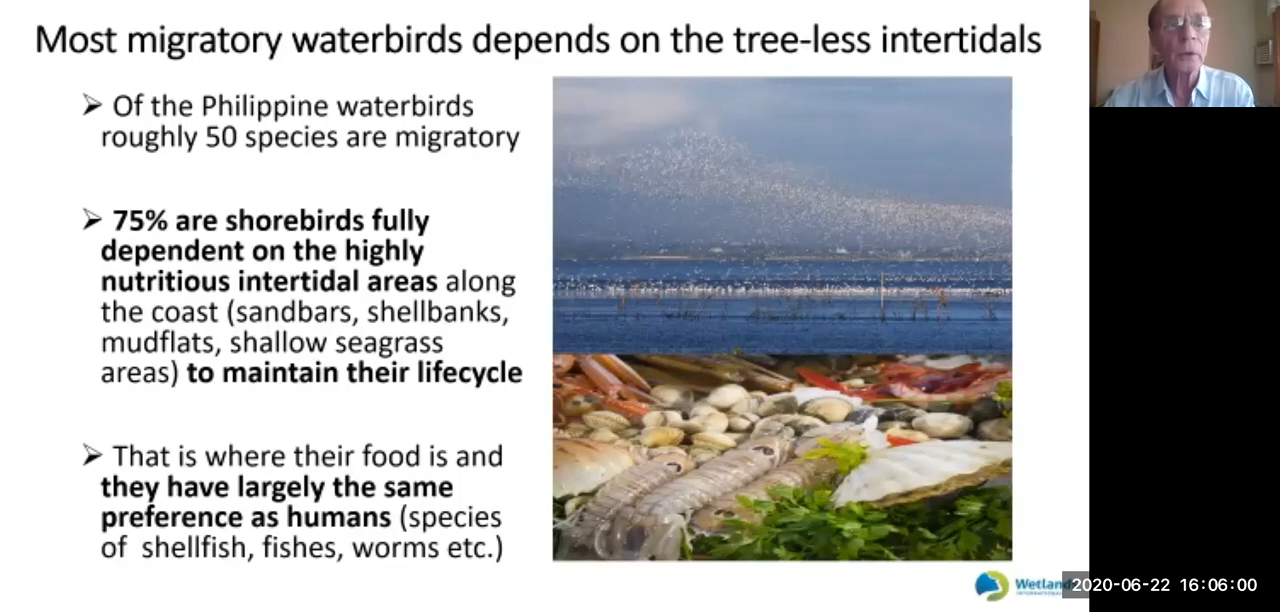 Most migratory waterbirds depends on the tree-less intertidals
➢ Of the Philippine waterbirds
roughly 50 species are migratory
➢ 75% are shorebirds fully
dependent on the highly
nutritious intertidal areas along
the coast (sandbars, shellbanks,
mudflats, shallow seagrass
areas) to maintain their lifecycle
➢ That is where their food is and
they have largely the same
preference as humans (species
of shellfish, fishes, worms etc.)
2020-06-22 16:06:00